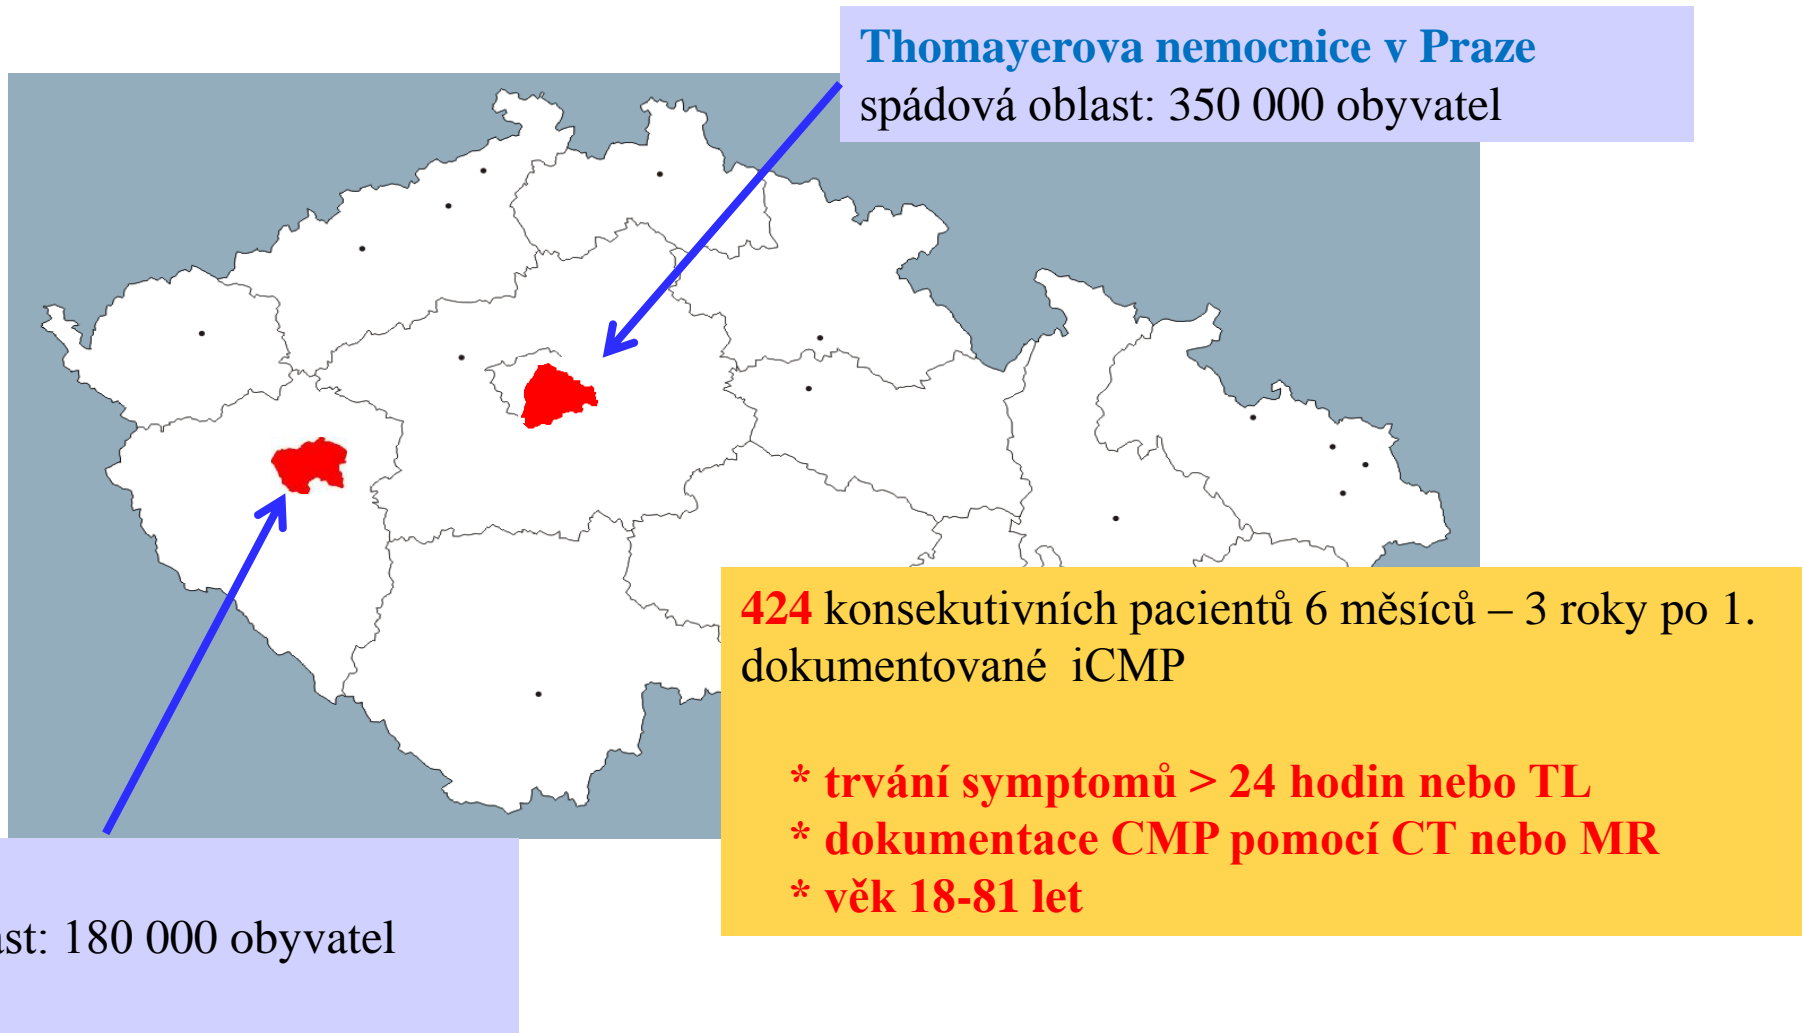 Thomayerova nemocnice v Praze
spádová oblast: 350 000 obyvatel
424 konsekutivních pacientů 6 měsíců – 3 roky po 1.
dokumentované iCMP
* trvání symptomů > 24 hodin nebo TL
* dokumentace CMP pomocí CT nebo MR
* věk 18-81 let
ast: 180 000 obyvatel